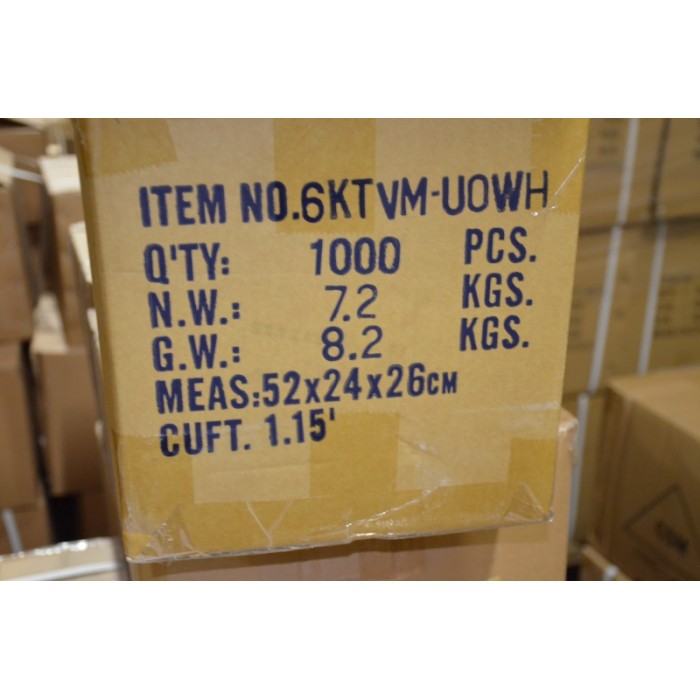 ITEM NO.6KTVM-UOWH
Q'TY: 1000 PCS.
N.W.: 7.2 KGS.
G.W.: 8.2 KGS.
MEAS:52x24x26CM
CUFT. 1.15'